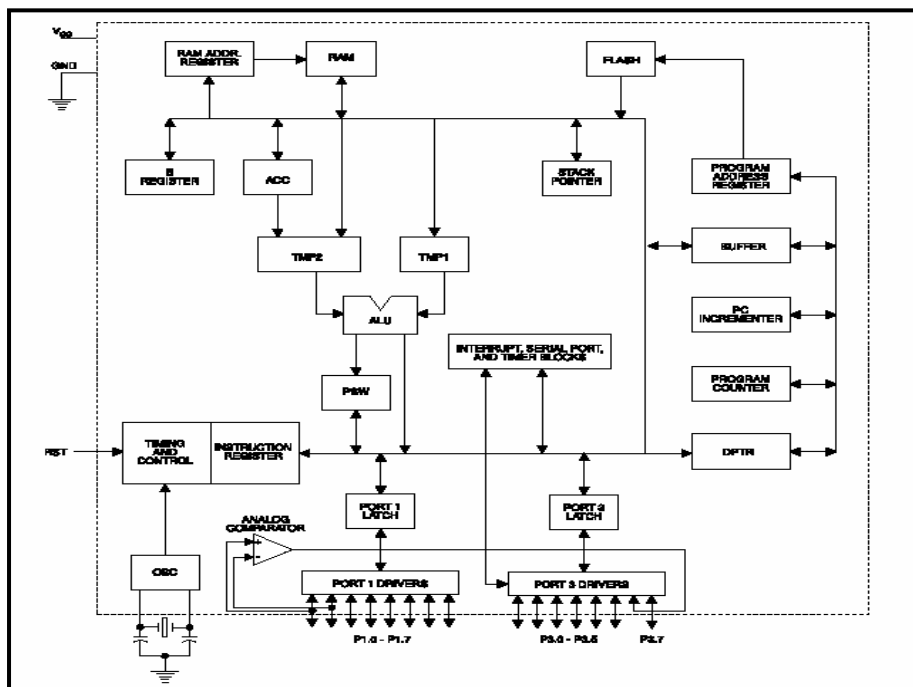 VCC
GND
RAM ADDR.
REGISTER
RAM
FLASH
B
REGISTER
ACC
STACK
POINTER
PROGRAM
ADDRESS
REGISTER
TMP2
TMP1
BUFFER
ALU
PC
INCREMENTER
INTERRUPT, SERIAL PORT,
AND TIMER BLOCKS
PSW
PROGRAM
COUNTER
RST
TIMING
AND
CONTROL
INSTRUCTION
REGISTER
DPTR
PORT 1
LATCH
PORT 3
LATCH
ANALOG
COMPARATOR
+
-
OSC
PORT 1 DRIVERS
PORT 3 DRIVERS
P1.0 - P1.7
P3.0 - P3.5
P3.7